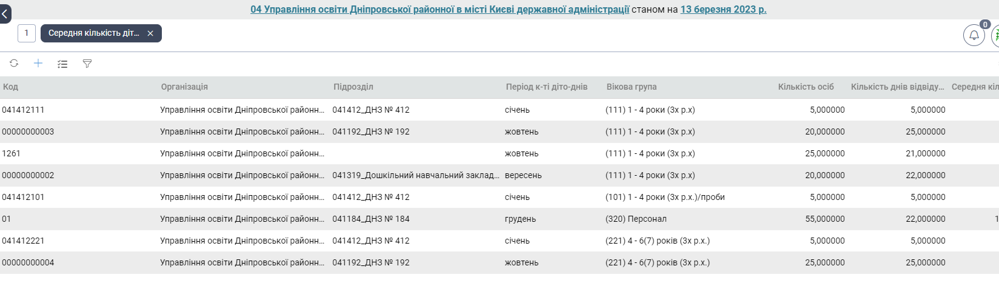 04 Управління освіти Дніпровської районної в місті Києві державної адміністрації станом на 13 березня 2023 р.
1 Середня кількість діт... 0
Код Організація Підрозділ Період к-ті діто-днів Вікова група Кількість осіб Кількість днів відвіду... Середня кіл
041412111 Управління освіти Дніпровської районн... 041412_ДНЗ № 412 січень (111) 1 - 4 роки (3х р.х) 5,000000 5,000000
00000000003 Управління освіти Дніпровської районн... 041192_ДНЗ № 192 жовтень (111) 1 - 4 роки (3х р.х) 20,000000 25,000000
1261 Управління освіти Дніпровської районн... жовтень (111) 1 - 4 роки (3х р.х) 25,000000 21,000000
00000000002 Управління освіти Дніпровської районн... 041319_Дошкільний навчальний заклад... вересень (111) 1 - 4 роки (3х р.х) 20,000000 22,000000
041412101 Управління освіти Дніпровської районн... 041412_ДНЗ № 412 січень (101) 1 - 4 роки (3х р.х.)/проби 5,000000 5,000000
01 Управління освіти Дніпровської районн... 041184_ДНЗ № 184 грудень (320) Персонал 55,000000 22,000000 1
041412221 Управління освіти Дніпровської районн... 041412_ДНЗ № 412 січень (221) 4 - 6(7) років (3х р.х.) 5,000000 5,000000
00000000004 Управління освіти Дніпровської районн... 041192_ДНЗ № 192 жовтень (221) 4 - 6(7) років (3х р.х.) 25,000000 25,000000